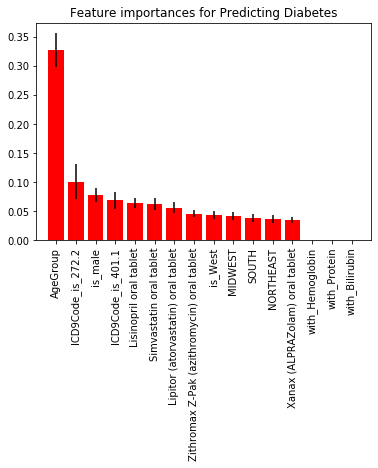 Feature importances for Predicting Diabetes
0.35
0.30
0.25
0.20
0.15
0.10
0.05
0.00
AgeGroup
ICD9Code_is_272.2
is_male
ICD9Code_is_401.1
Lisinopril oral tablet
Simvastatin oral tablet
Lipitor (atorvastatin) oral tablet
Zithromax Z-Pak (azithromycin) oral tablet
is_West
MIDWEST
SOUTH
NORTHEAST
Xanax (ALPRAZolam) oral tablet
with_Hemoglobin
with_Protein
with_Bilirubin